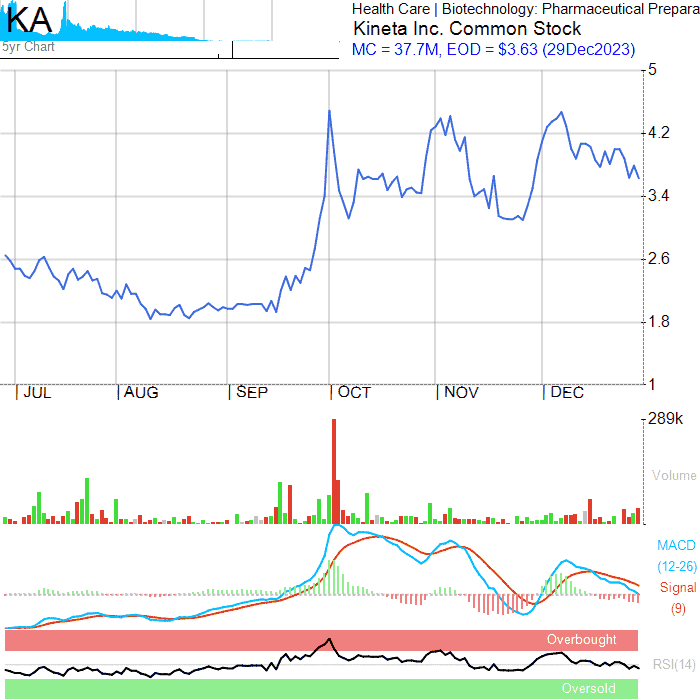 KA
5yr Chart
Health Care | Biotechnology: Pharmaceutical Prepara
Kineta Inc. Common Stock
MC = 37.7M, EOD = $3.63 (29Dec2023)
5
4.2
3.4
2.6
1.8
1
JUL
AUG
SEP
OCT
NOV
DEC
289k
Volume
MACD
(12-26)
Signal
(9)
Overbought
RSI(14)
Oversold